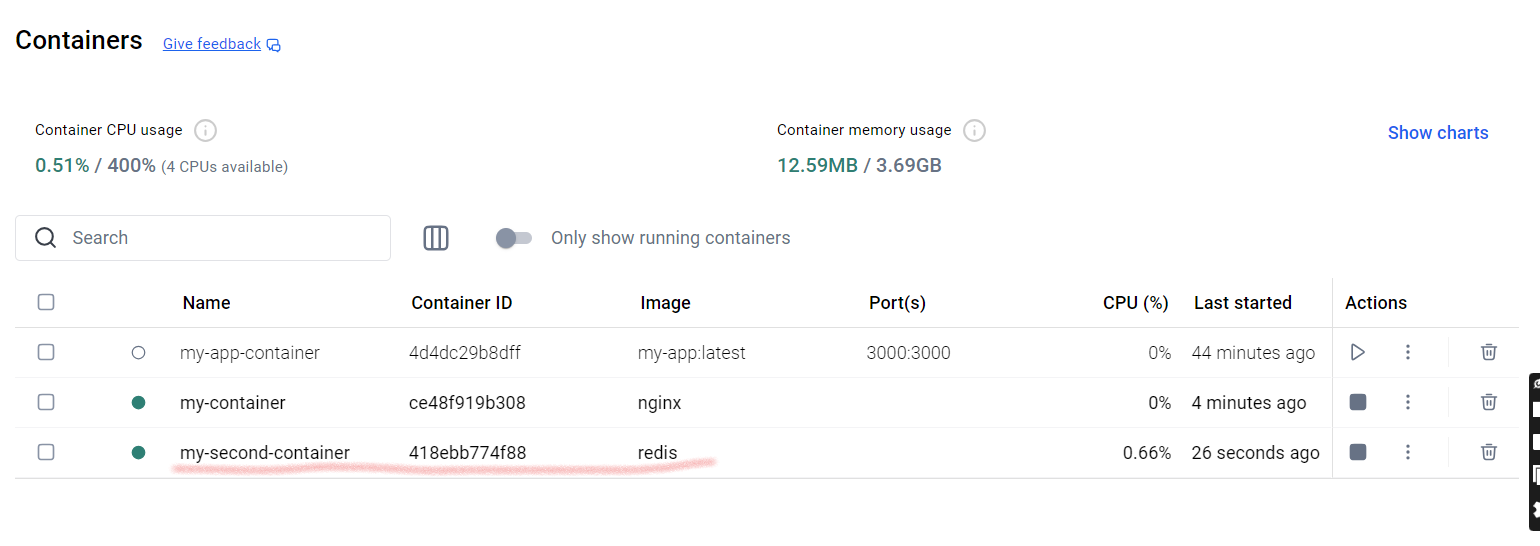 Containers Give feedback
Container CPU usage Container memory usage
Show charts
0.51% / 400% (4 CPUs available) 12.59MB / 3.69GB
Search Only show running containers
Name Container ID Image Port(s) CPU (%) Last started Actions
my-app-container 4d4dc29b8dff my-app:latest 3000:3000 0% 44 minutes ago
my-container ce48f919b308 nginx 0% 4 minutes ago
my-second-container 418ebb774f88 redis 0.66% 26 seconds ago